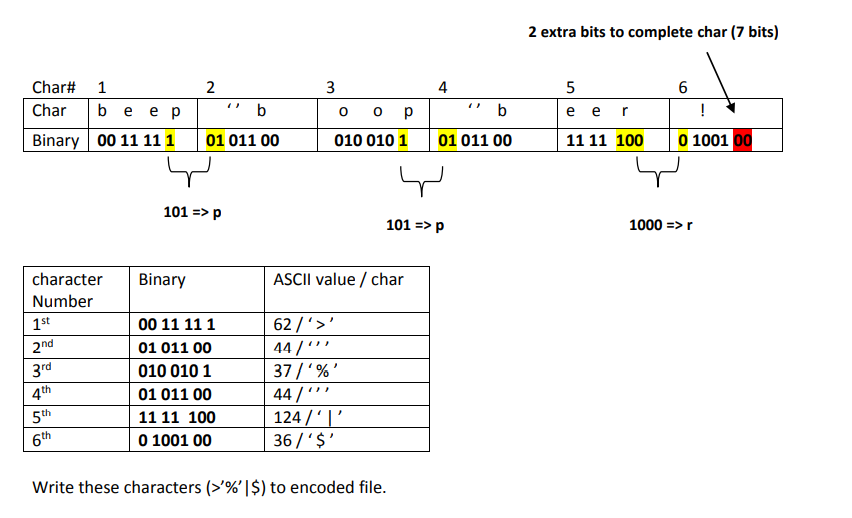 2 extra bits to complete char (7 bits)
Char# 1 2 3 4 5 6
Char b e e p ‘’ b o o p ‘’ b e e r !
Binary 00 11 11 1 01 011 00 010 010 1 01 011 00 11 11 100 0 1001 00
101 => p
101 => p
1000 => r
character Binary ASCII value / char
Number
1st 00 11 11 1 62 / ‘>’
2nd 01 011 00 44 / ‘’’
3rd 010 010 1 37 / ‘%’
4th 01 011 00 44 / ‘’’
5th 11 11 100 124 / ‘|’
6th 0 1001 00 36 / ‘$’
Write these characters (>’%’|$) to encoded file.